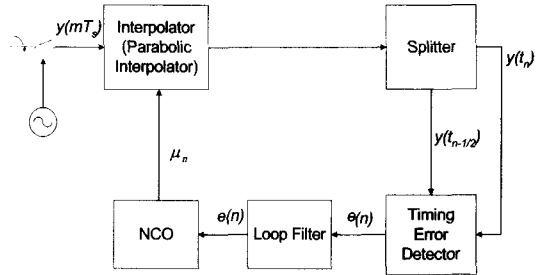 y(mTs)
Interpolator
(Parabolic
Interpolator)
Splitter
y(tn)
y(tn-1/2)
μn
NCO
e(n)
Loop Filter
e(n)
Timing
Error
Detector